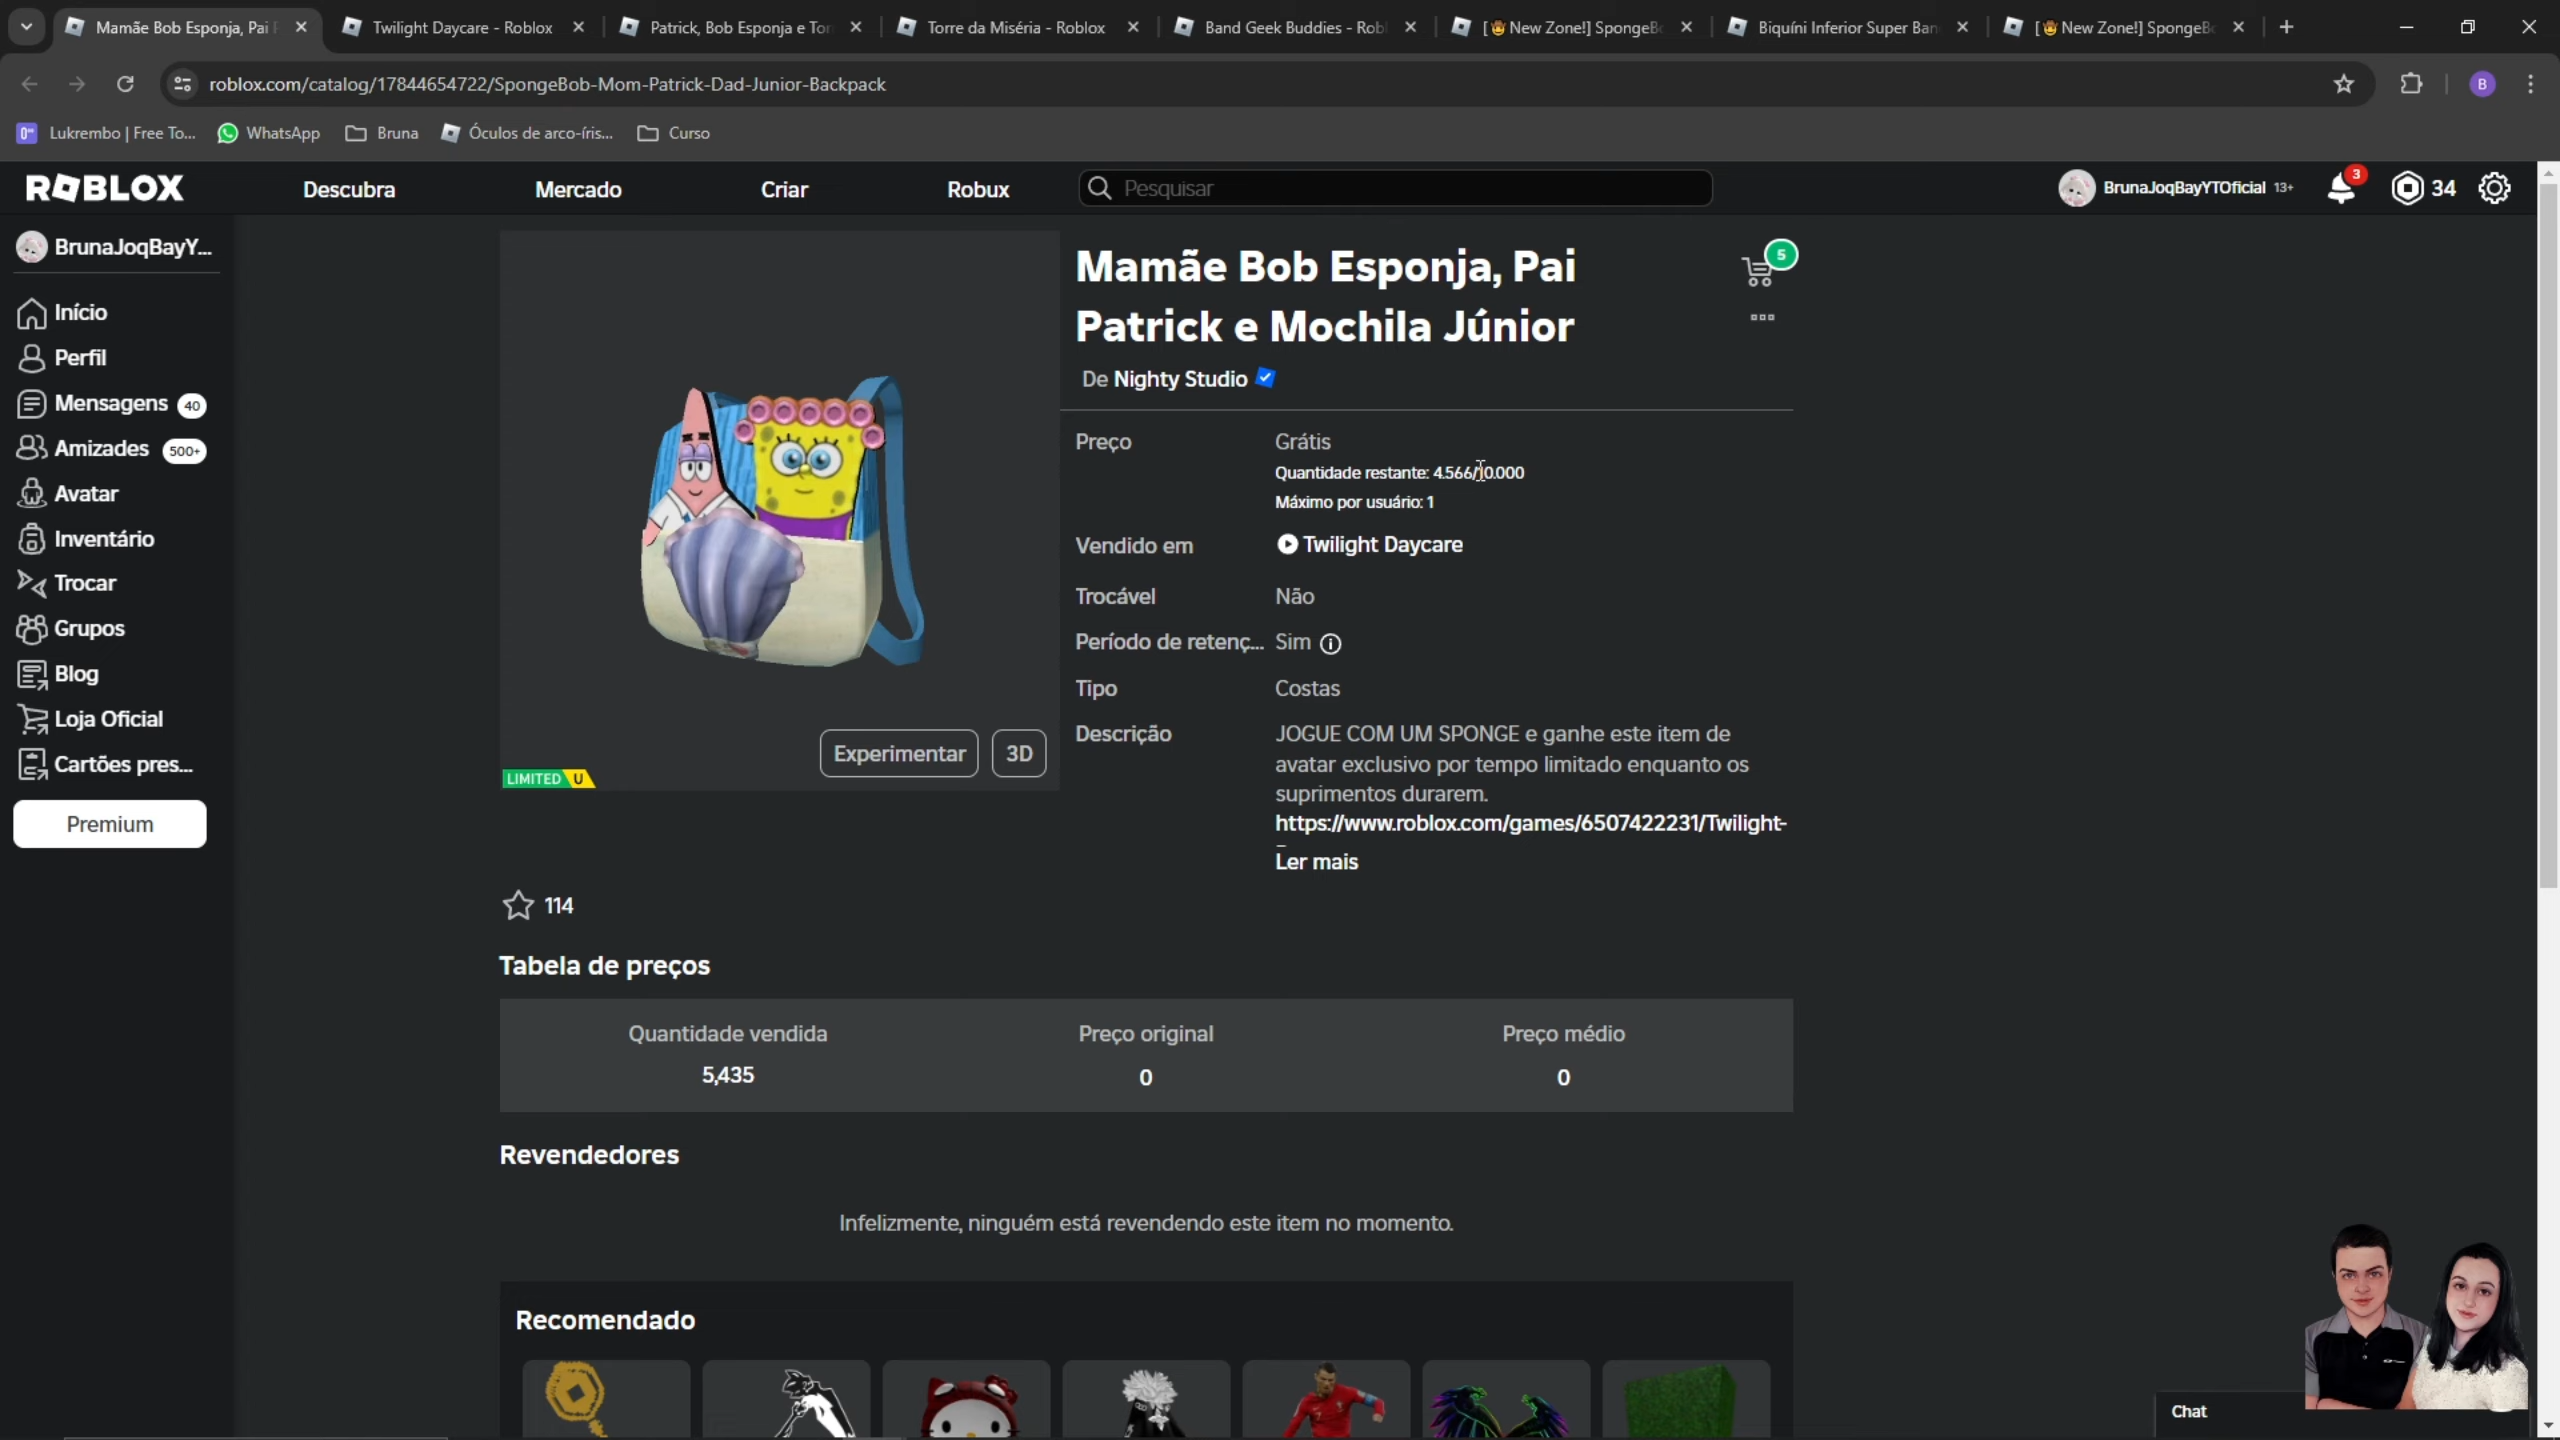 Mamãe Bob Esponja, Pai
Twilight Daycare - Roblox
Patrick, Bob Esponja e Tor
Torre da Miséria - Roblox
Band Geek Buddies - Rob
[🤠New Zone!] SpongeB
Biquíni Inferior Super Ban
[🤠New Zone!] SpongeB
roblox.com/catalog/17844654722/SpongeBob-Mom-Patrick-Dad-Junior-Backpack
B
Lukrembo | Free To...
WhatsApp
Bruna
Óculos de arco-íris...
Curso
ROBLOX
Descubra
Mercado
Criar
Robux
Pesquisar
BrunaJoqBayYTOficial 13+
3
34
BrunaJoqBayY...
Início
Perfil
Mensagens 40
Amizades 500+
Avatar
Inventário
Trocar
Grupos
Blog
Loja Oficial
Cartões pres...
Premium
Experimentar
3D
LIMITED U
Mamãe Bob Esponja, Pai
Patrick e Mochila Júnior
5
De Nighty Studio
Preço Grátis
Quantidade restante: 4.566/10.000
Máximo por usuário: 1
Vendido em Twilight Daycare
Trocável Não
Período de retenç... Sim
Tipo Costas
Descrição JOGUE COM UM SPONGE e ganhe este item de
avatar exclusivo por tempo limitado enquanto os
suprimentos durarem.
https://www.roblox.com/games/6507422231/Twilight-
Ler mais
114
Tabela de preços
Quantidade vendida Preço original Preço médio
5,435 0 0
Revendedores
Infelizmente, ninguém está revendendo este item no momento.
Recomendado
Chat